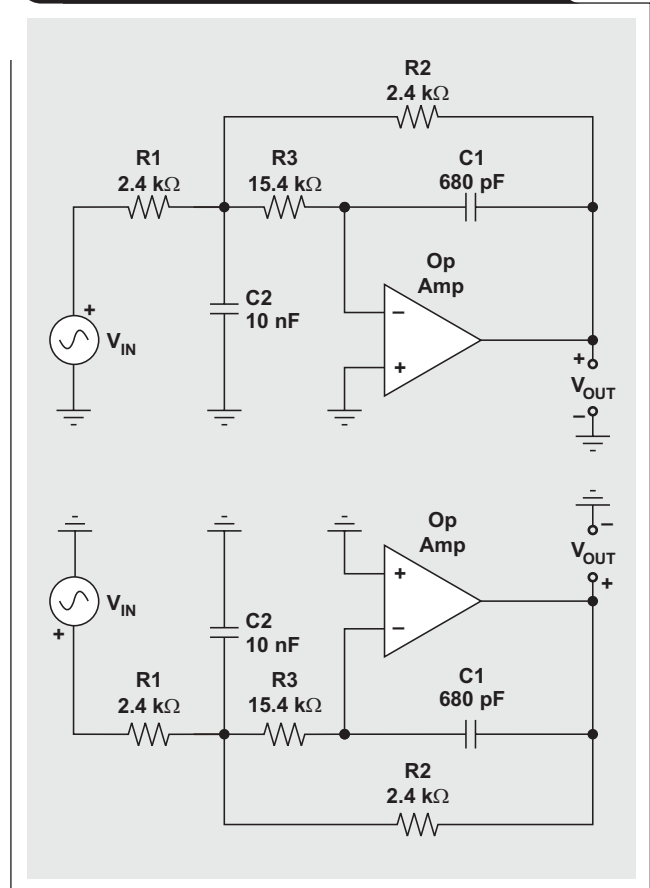 R2
2.4 kΩ
R1
2.4 kΩ
R3
15.4 kΩ
C1
680 pF
Op
Amp
C2
10 nF
+
V_IN
−
+
+
V_OUT
−
Op
Amp
−
V_OUT
+
+
−
V_IN
+
C2
10 nF
R1
2.4 kΩ
R3
15.4 kΩ
C1
680 pF
R2
2.4 kΩ